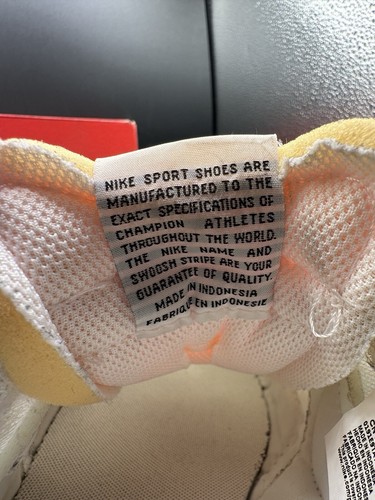 NIKE SPORT SHOES ARE
MANUFACTURED TO THE
EXACT SPECIFICATIONS OF
CHAMPION ATHLETES
THROUGHOUT THE WORLD.
THE NIKE NAME AND
SWOOSH STRIPE ARE YOUR
GUARANTEE OF QUALITY.
MADE IN INDONESIA
FABRIQUE EN INDONESIE